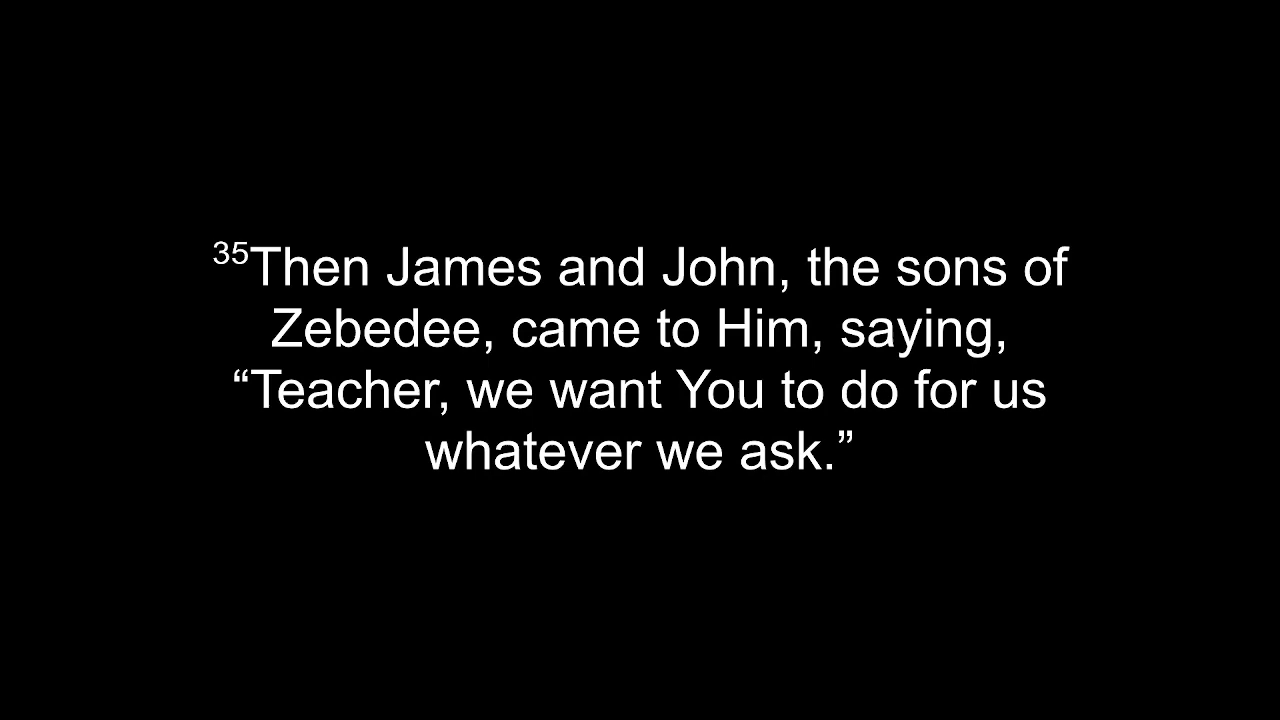 35Then James and John, the sons of
Zebedee, came to Him, saying,
“Teacher, we want You to do for us
whatever we ask.”